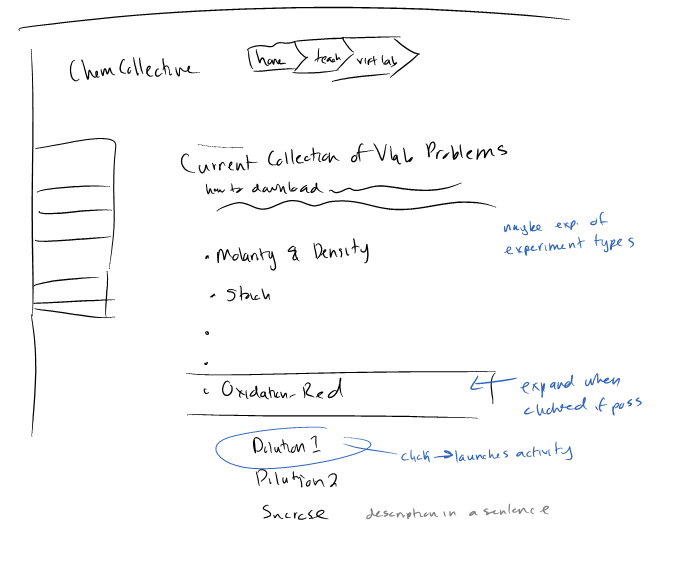 ChemCollective
home
teach
virt lab
Current Collection of Vlab Problems
how to download
maybe exp. of
experiment types
• Molarity & Density
• Stoich
•
•
• Oxidation-Red
expand when
clicked if poss
Dilution 1
click → launches activity
Dilution 2
Sucrose description in a sentence